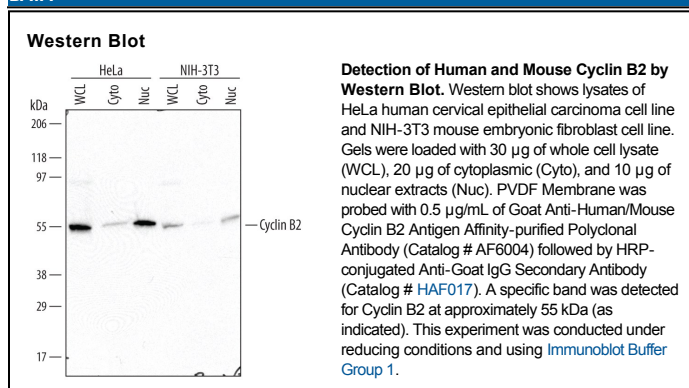 Western Blot
HeLa NIH-3T3
WCL Cyto Nuc WCL Cyto Nuc
kDa
206
118
97
55
Cyclin B2
38
29
17
Detection of Human and Mouse Cyclin B2 by
Western Blot. Western blot shows lysates of
HeLa human cervical epithelial carcinoma cell line
and NIH-3T3 mouse embryonic fibroblast cell line.
Gels were loaded with 30 µg of whole cell lysate
(WCL), 20 µg of cytoplasmic (Cyto), and 10 µg of
nuclear extracts (Nuc). PVDF Membrane was
probed with 0.5 µg/mL of Goat Anti-Human/Mouse
Cyclin B2 Antigen Affinity-purified Polyclonal
Antibody (Catalog # AF6004) followed by HRP-
conjugated Anti-Goat IgG Secondary Antibody
(Catalog # HAF017). A specific band was detected
for Cyclin B2 at approximately 55 kDa (as
indicated). This experiment was conducted under
reducing conditions and using Immunoblot Buffer
Group 1.